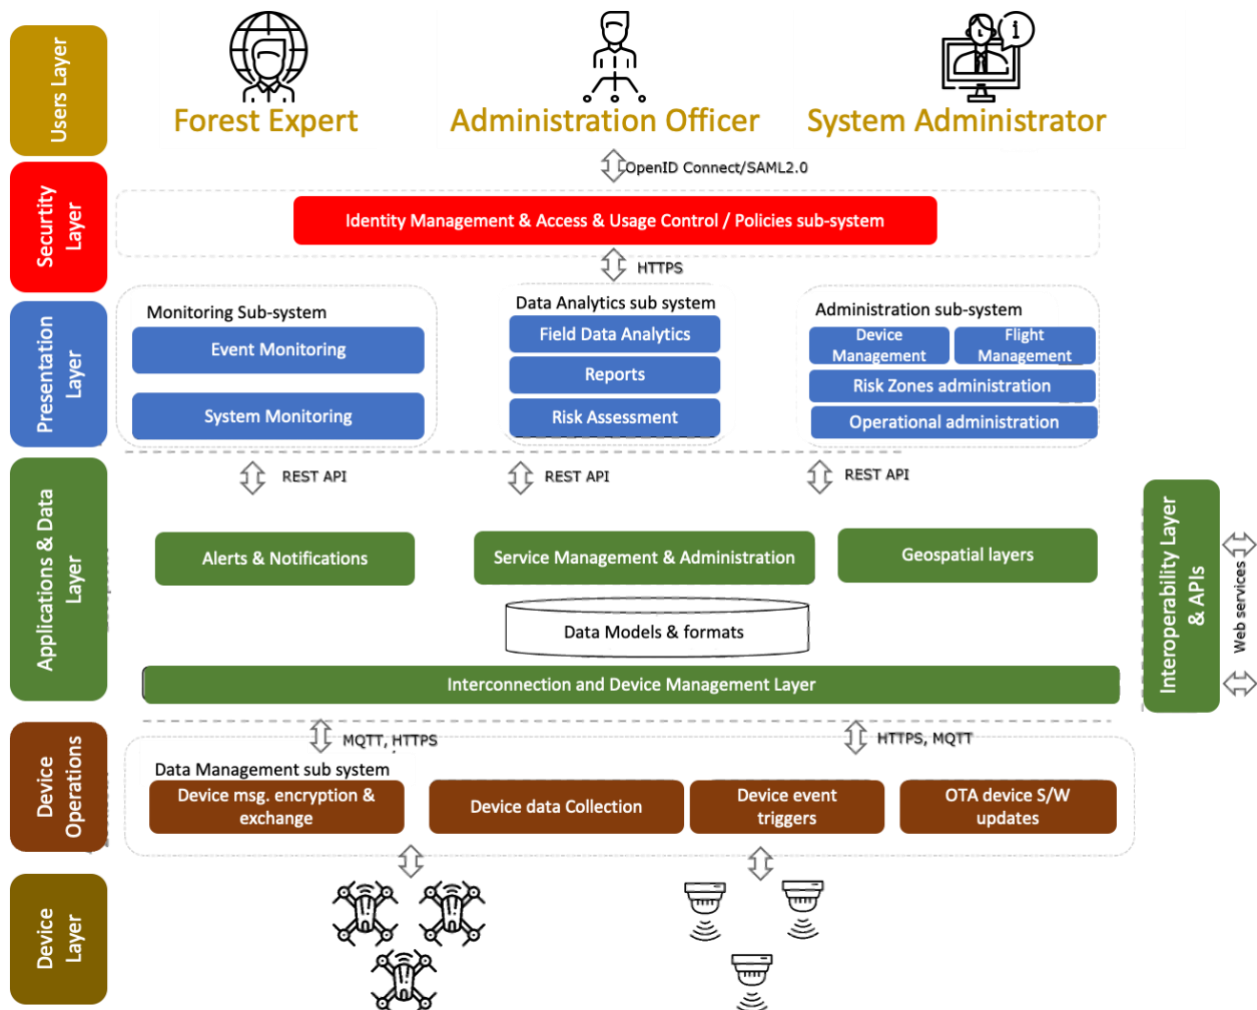 Users Layer
Forest Expert
Administration Officer
System Administrator
OpenID Connect/SAML2.0
Securtity
Layer
Identity Management & Access & Usage Control / Policies sub-system
HTTPS
Presentation
Layer
Monitoring Sub-system
Event Monitoring
System Monitoring
Data Analytics sub system
Field Data Analytics
Reports
Risk Assessment
Administration sub-system
Device
Management
Flight
Management
Risk Zones administration
Operational administration
REST API
REST API
REST API
Applications & Data
Layer
Alerts & Notifications
Service Management & Administration
Geospatial layers
Data Models & formats
Interconnection and Device Management Layer
Interoperability Layer
& APIs
Web services
Device
Operations
MQTT, HTTPS
HTTPS, MQTT
Data Management sub system
Device msg. encryption &
exchange
Device data Collection
Device event
triggers
OTA device S/W
updates
Device
Layer